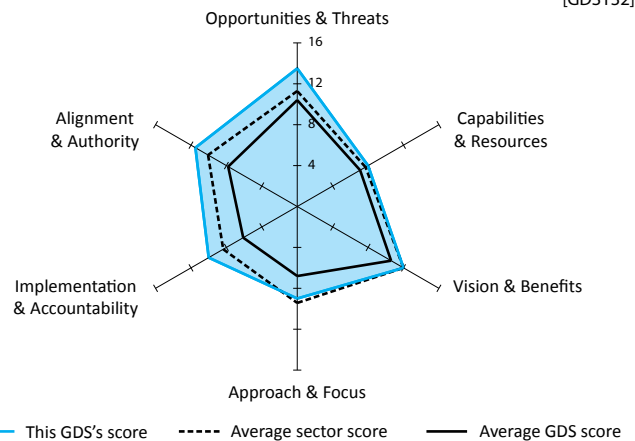 [GDS152]
Opportunities & Threats
16
12
8
4
Capabilities
& Resources
Vision & Benefits
Approach & Focus
Implementation
& Accountability
Alignment
& Authority
This GDS's score
Average sector score
Average GDS score